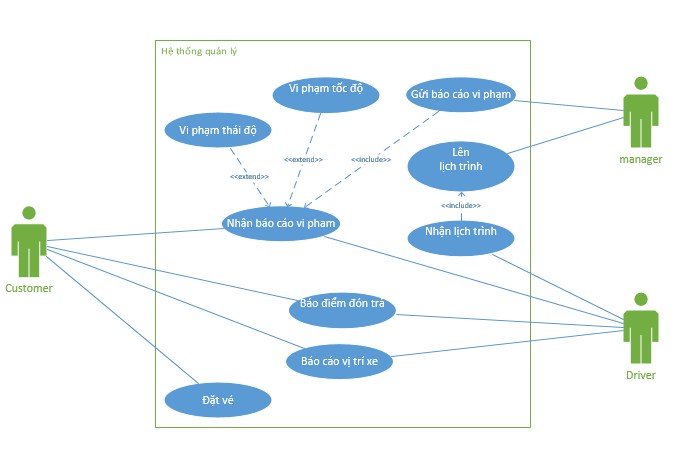 Hệ thống quản lý
Vi phạm tốc độ
Gửi báo cáo vi phạm
Vi phạm thái độ
manager
Lên
lịch trình
<<extend>>
<<include>>
<<extend>>
<<include>>
Nhận báo cáo vi pham
Nhận lịch trình
Customer
Báo điểm đón trả
Báo cáo vị trí xe
Driver
Đặt vé